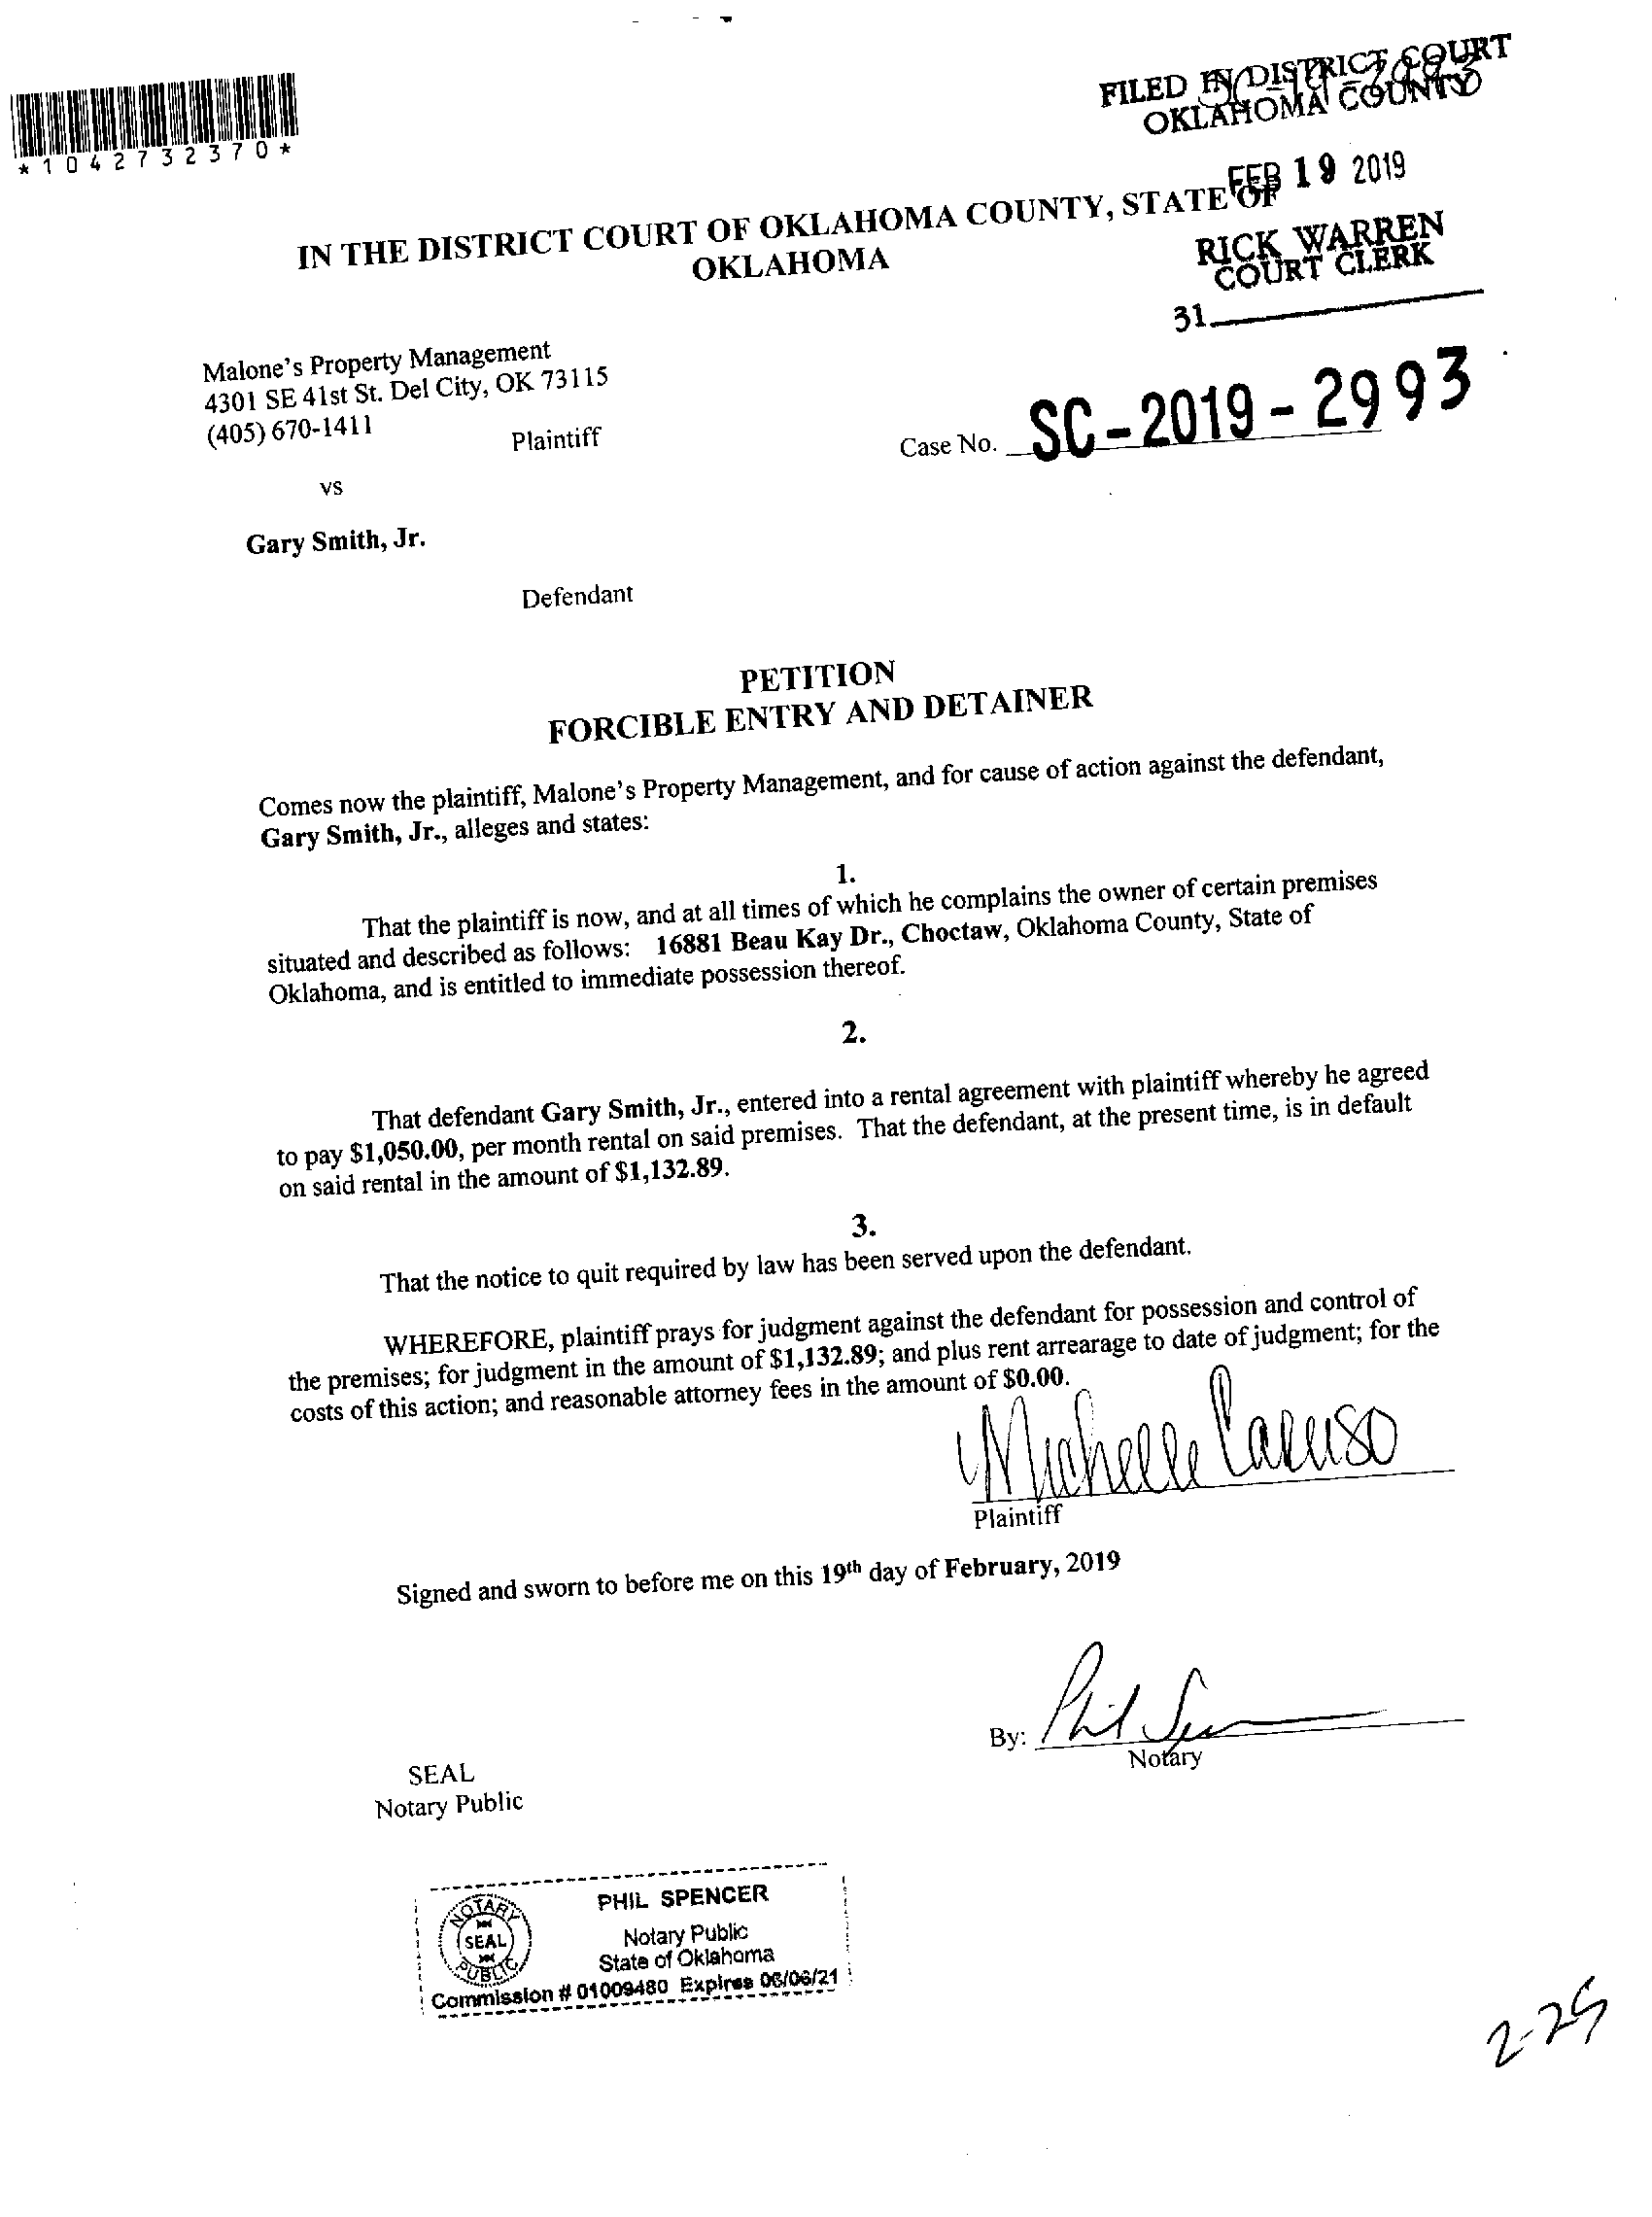 *1042732370*
FILED IN DISTRICT COURT
OKLAHOMA COUNTY
FEB 19 2019
IN THE DISTRICT COURT OF OKLAHOMA COUNTY, STATE OF
OKLAHOMA
RICK WARREN
COURT CLERK
31
Malone's Property Management
4301 SE 41st St. Del City, OK 73115
(405) 670-1411
Plaintiff
Case No. SC-2019-2993
vs
Gary Smith, Jr.
Defendant
PETITION
FORCIBLE ENTRY AND DETAINER
Comes now the plaintiff, Malone's Property Management, and for cause of action against the defendant,
Gary Smith, Jr., alleges and states:
1.
That the plaintiff is now, and at all times of which he complains the owner of certain premises
situated and described as follows: 16881 Beau Kay Dr., Choctaw, Oklahoma County, State of
Oklahoma, and is entitled to immediate possession thereof.
2.
That defendant Gary Smith, Jr., entered into a rental agreement with plaintiff whereby he agreed
to pay $1,050.00, per month rental on said premises. That the defendant, at the present time, is in default
on said rental in the amount of $1,132.89.
3.
That the notice to quit required by law has been served upon the defendant.
WHEREFORE, plaintiff prays for judgment against the defendant for possession and control of
the premises; for judgment in the amount of $1,132.89; and plus rent arrearage to date of judgment; for the
costs of this action; and reasonable attorney fees in the amount of $0.00.
Michelle Caruso
Plaintiff
Signed and sworn to before me on this 19th day of February, 2019
By: Phil
Notary
SEAL
Notary Public
NOTARY
SEAL
PUBLIC
PHIL SPENCER
Notary Public
State of Oklahoma
Commission # 01009480 Expires 06/06/21
2-25